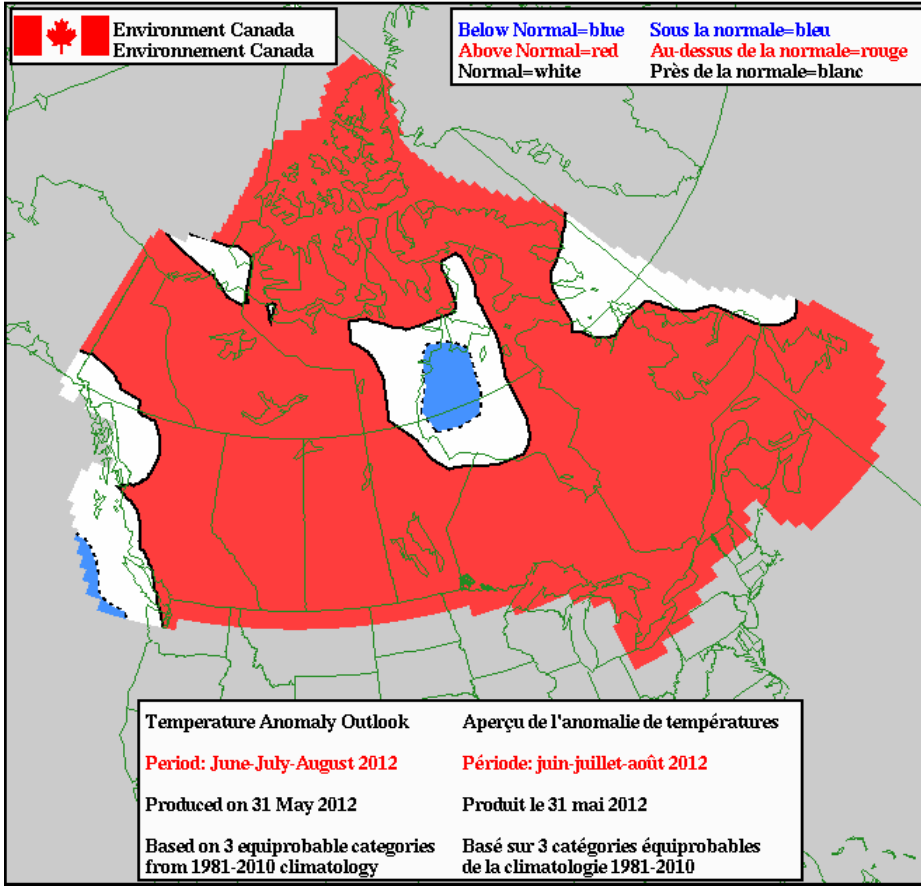 Environment Canada
Environnement Canada
Below Normal=blue Sous la normale=bleu
Above Normal=red Au-dessus de la normale=rouge
Normal=white Près de la normale=blanc
Temperature Anomaly Outlook Aperçu de l'anomalie de températures
Period: June-July-August 2012 Période: juin-juillet-août 2012
Produced on 31 May 2012 Produit le 31 mai 2012
Based on 3 equiprobable categories Basé sur 3 catégories équiprobables
from 1981-2010 climatology de la climatologie 1981-2010